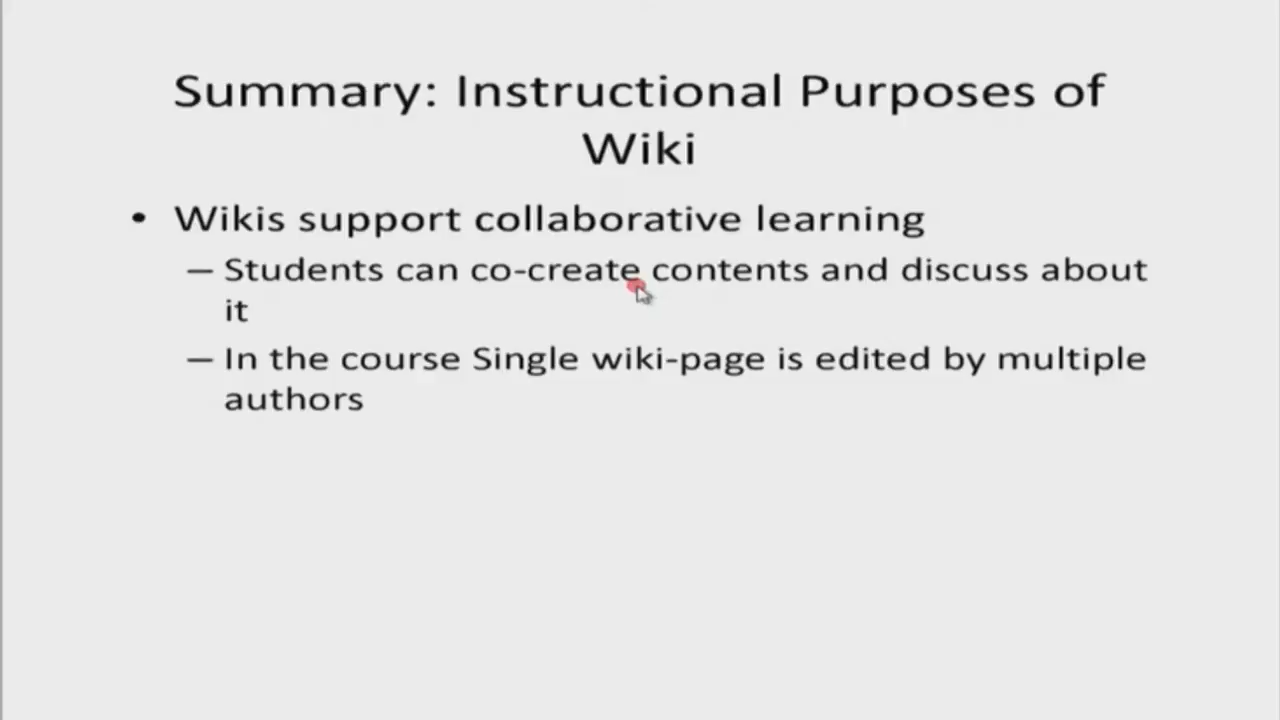 Summary: Instructional Purposes of
Wiki
• Wikis support collaborative learning
– Students can co-create contents and discuss about
it
– In the course Single wiki-page is edited by multiple
authors